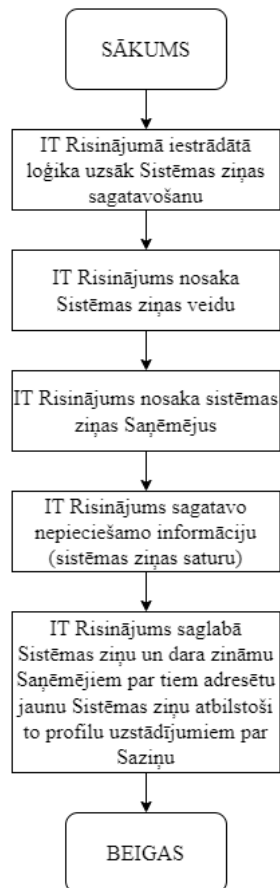 SĀKUMS
IT Risinājumā iestrādātā
loģika uzsāk Sistēmas ziņas
sagatavošanu
IT Risinājums nosaka
Sistēmas ziņas veidu
IT Risinājums nosaka sistēmas
ziņas Saņēmējus
IT Risinājums sagatavo
nepieciešamo informāciju
(sistēmas ziņas saturu)
IT Risinājums saglabā
Sistēmas ziņu un dara zināmu
Saņēmējiem par tiem adresētu
jaunu Sistēmas ziņu atbilstoši
to profilu uzstādījumiem par
Saziņu
BEIGAS